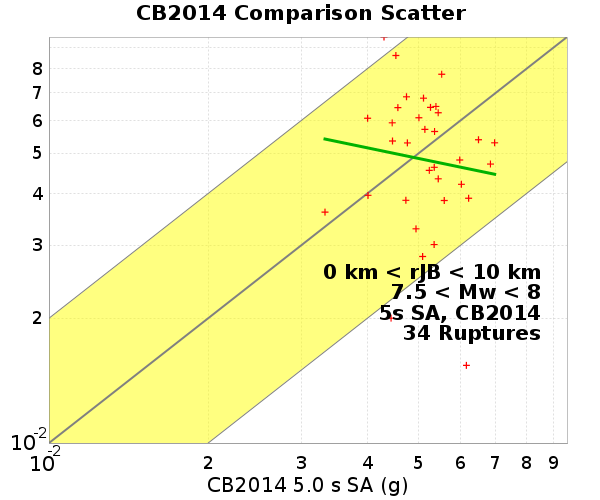 CB2014 Comparison Scatter
8
7
6
5
4
3
2
10-2
0 km < rJB < 10 km
7.5 < Mw < 8
5s SA, CB2014
34 Ruptures
10-2 2 3 4 5 6 7 8 9
CB2014 5.0 s SA (g)